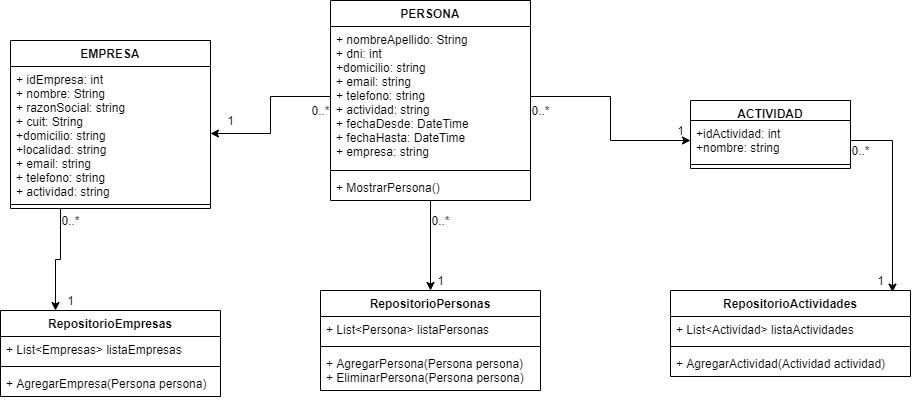 PERSONA
+ nombreApellido: String
+ dni: int
+domicilio: string
+ email: string
+ telefono: string
+ actividad: string
+ fechaDesde: DateTime
+ fechaHasta: DateTime
+ empresa: string
+ MostrarPersona()
EMPRESA
+ idEmpresa: int
+ nombre: String
+ razonSocial: string
+ cuit: String
+domicilio: string
+localidad: string
+ email: string
+ telefono: string
+ actividad: string
1
0..*
0..*
1
ACTIVIDAD
+idActividad: int
+nombre: string
0..*
0..*
0..*
1
1
1
RepositorioEmpresas
+ List<Empresas> listaEmpresas
+ AgregarEmpresa(Persona persona)
RepositorioPersonas
+ List<Persona> listaPersonas
+ AgregarPersona(Persona persona)
+ EliminarPersona(Persona persona)
RepositorioActividades
+ List<Actividad> listaActividades
+ AgregarActividad(Actividad actividad)